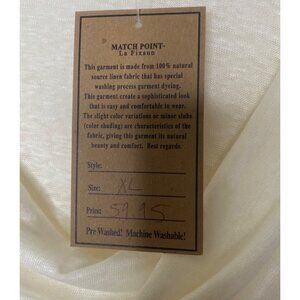 MATCH POINT-
La Fixaun
This garment is made from 100% natural
source linen fabric that has special
washing process garment dyeing.
This garment create a sophisticated look
that is easy and comfortable to wear.
The slight color variations or minor slubs
(color shading) are characteristics of the
fabric, giving this garment its natural
beauty and comfort. Best regards.
Style:
Size: XL
Price: 59.95
Pre Washed! Machine Washable!